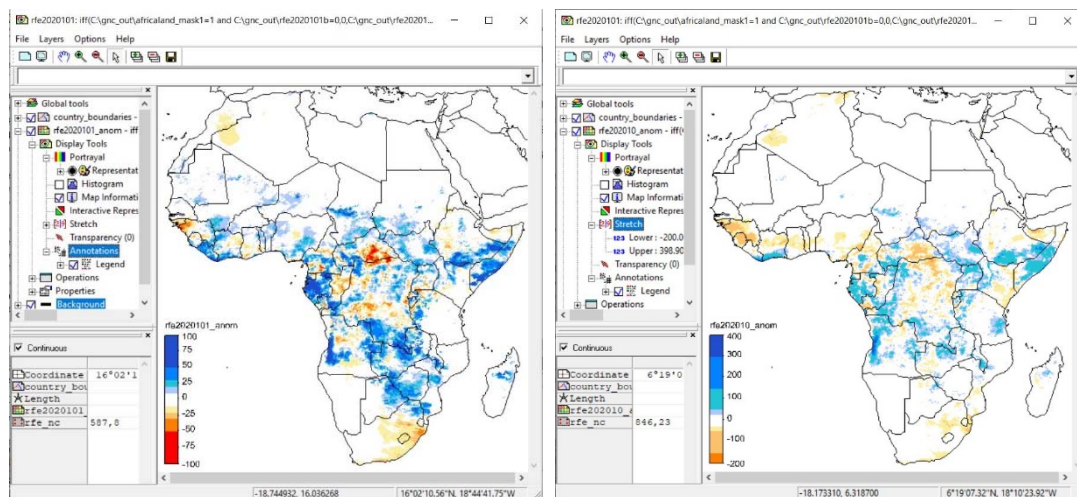 rfe2020101: iff(C:\gnc_out\africaland_mask1=1 and C:\gnc_out\rfe2020101b=0,0,C:\gnc_out\rfe20201...
File Layers Options Help
Global tools
country_boundaries -
rfe2020101_anom - iff
Display Tools
Portrayal
Representat
Histogram
Map Informati
Interactive Repres
Stretch
Transparency (0)
Annotations
Legend
Operations
Properties
Background
Continuous
Coordinate 16°02'1
country_bou
Length
rfe2020101_
rfe_nc 587,8
rfe2020101_anom
100
75
50
25
0
-25
-50
-75
-100
-18.744932, 16.036268 16°02'10.56"N, 18°44'41.75"W
rfe2020101: iff(C:\gnc_out\africaland_mask1=1 and C:\gnc_out\rfe2020101b=0,0,C:\gnc_out\rfe20201...
File Layers Options Help
Global tools
country_boundaries -
rfe202010_anom - iff(
Display Tools
Portrayal
Representat
Histogram
Map Informati
Interactive Repres
Stretch
Lower : -200.0
Upper : 398.90
Transparency (0)
Annotations
Legend
Operations
Continuous
Coordinate 6°19'0
country_bou
Length
rfe202010_a
rfe_nc 846,23
rfe202010_anom
400
300
200
100
0
-100
-200
-18.173310, 6.318700 6°19'07.32"N, 18°10'23.92"W